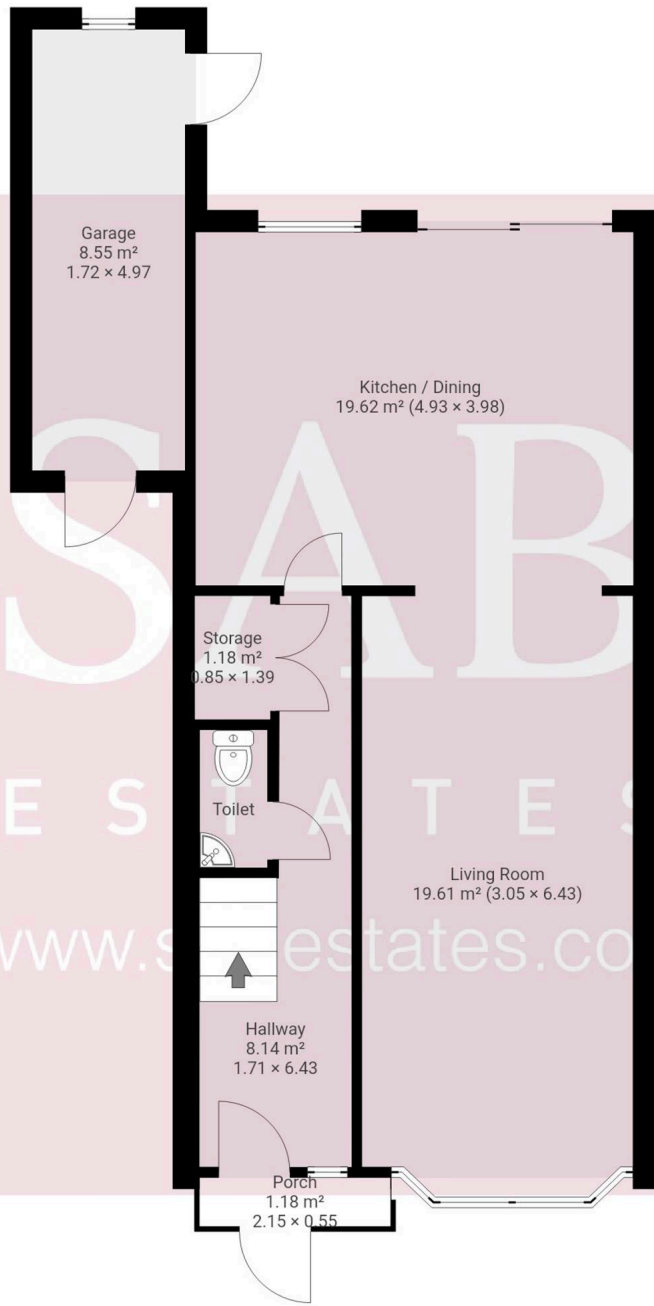 Garage
8.55 m²
1.72 × 4.97
Kitchen / Dining
19.62 m² (4.93 × 3.98)
SAB
Storage
1.18 m²
0.85 × 1.39
Toilet
ESTATES
Living Room
19.61 m² (3.05 × 6.43)
Hallway
8.14 m²
1.71 × 6.43
Porch
1.18 m²
2.15 × 0.55